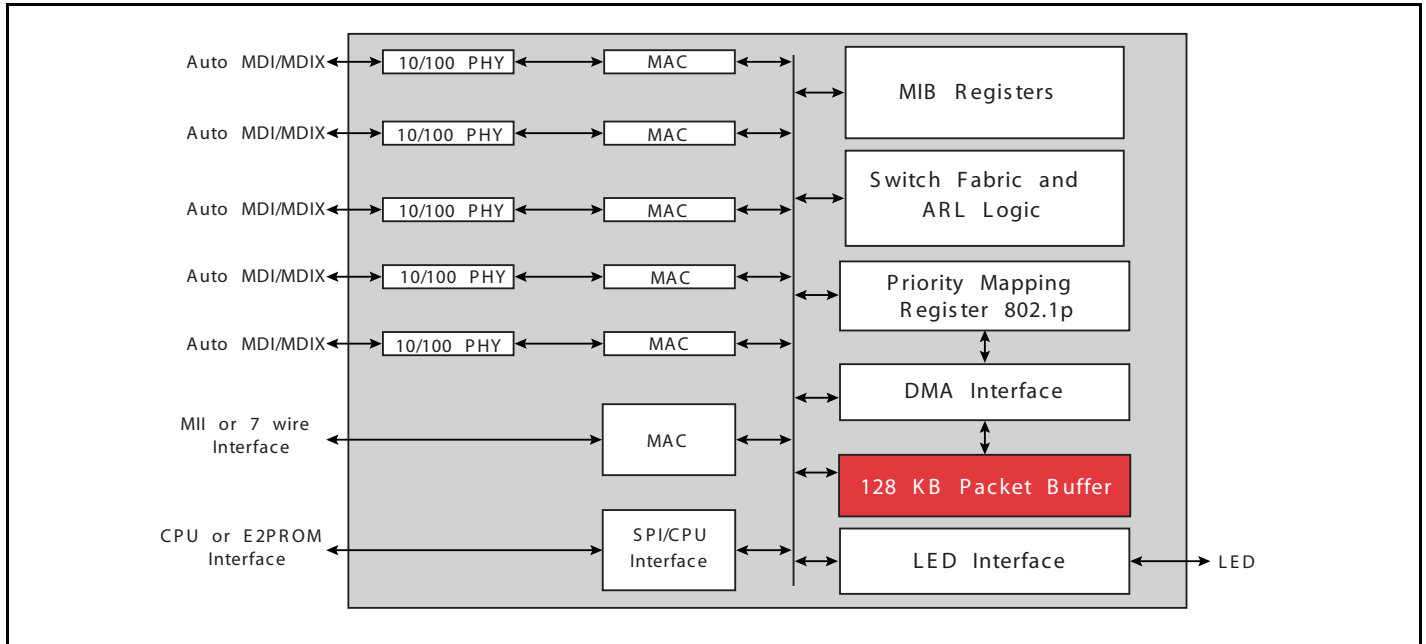 Auto MDI/MDIX
10/100 PHY
MAC
MIB Registers
Auto MDI/MDIX
10/100 PHY
MAC
Switch Fabric and
ARL Logic
Auto MDI/MDIX
10/100 PHY
MAC
Auto MDI/MDIX
10/100 PHY
MAC
Priority Mapping
Register 802.1p
Auto MDI/MDIX
10/100 PHY
MAC
DMA Interface
MII or 7 wire
Interface
MAC
128 KB Packet Buffer
CPU or E2PROM
Interface
SPI/CPU
Interface
LED Interface
LED